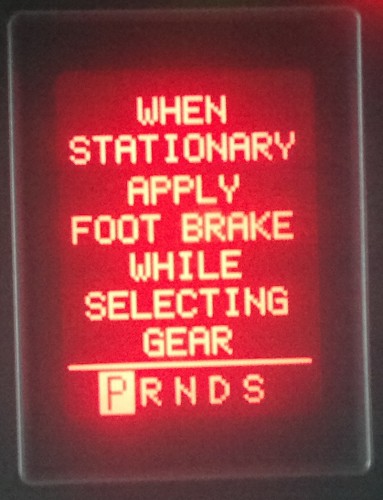 WHEN
STATIONARY
APPLY
FOOT BRAKE
WHILE
SELECTING
GEAR
P R N D S